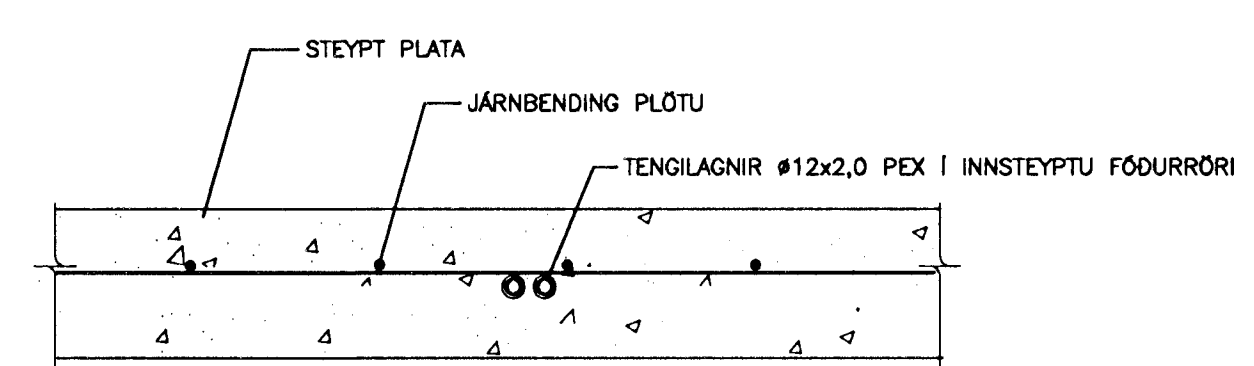 STEYPT PLATA
JÁRNBENDING PLÖTU
TENGILAGNIR ø12x2,0 PEX Í INNSTEYPTU FÓÐURRÖRI